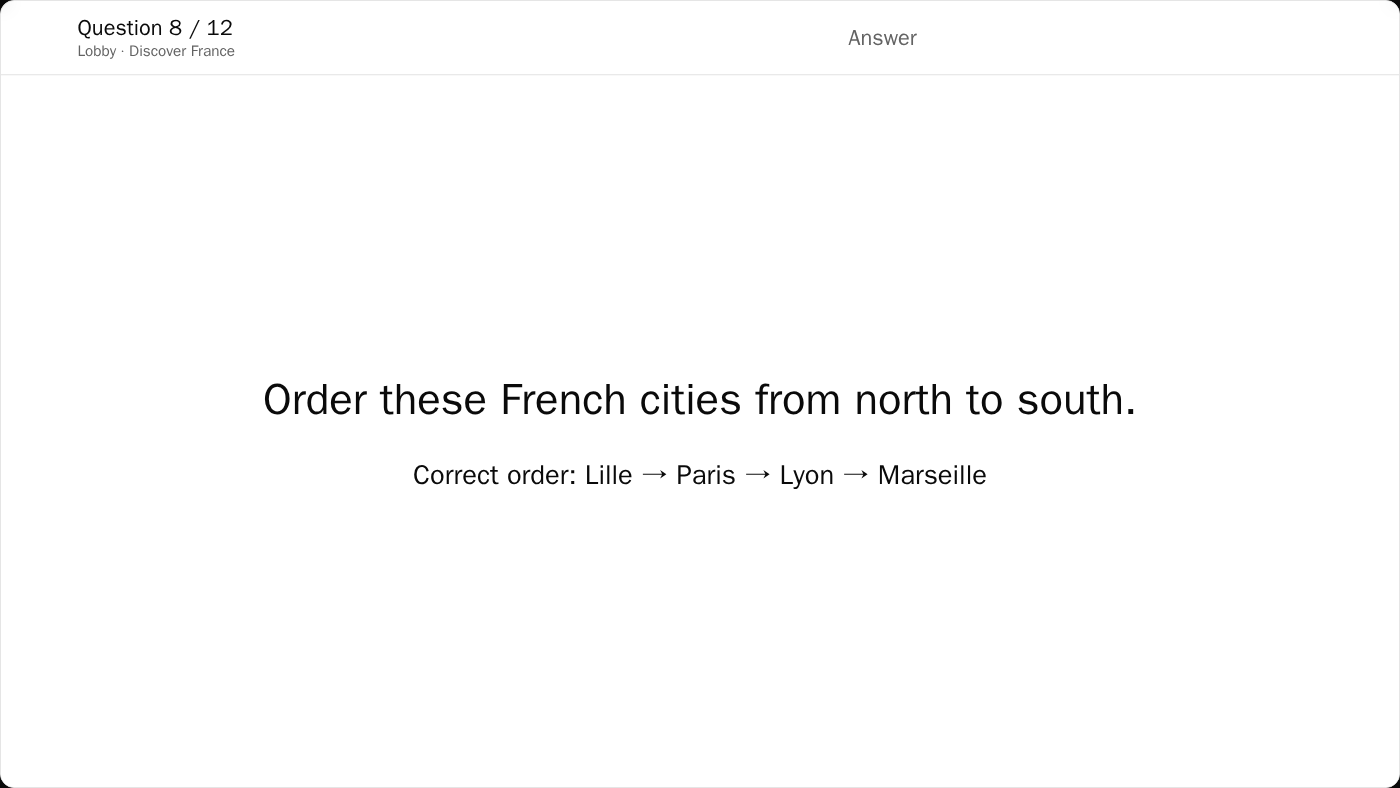 Question 8 / 12
Lobby · Discover France
Answer
Order these French cities from north to south.
Correct order: Lille → Paris → Lyon → Marseille